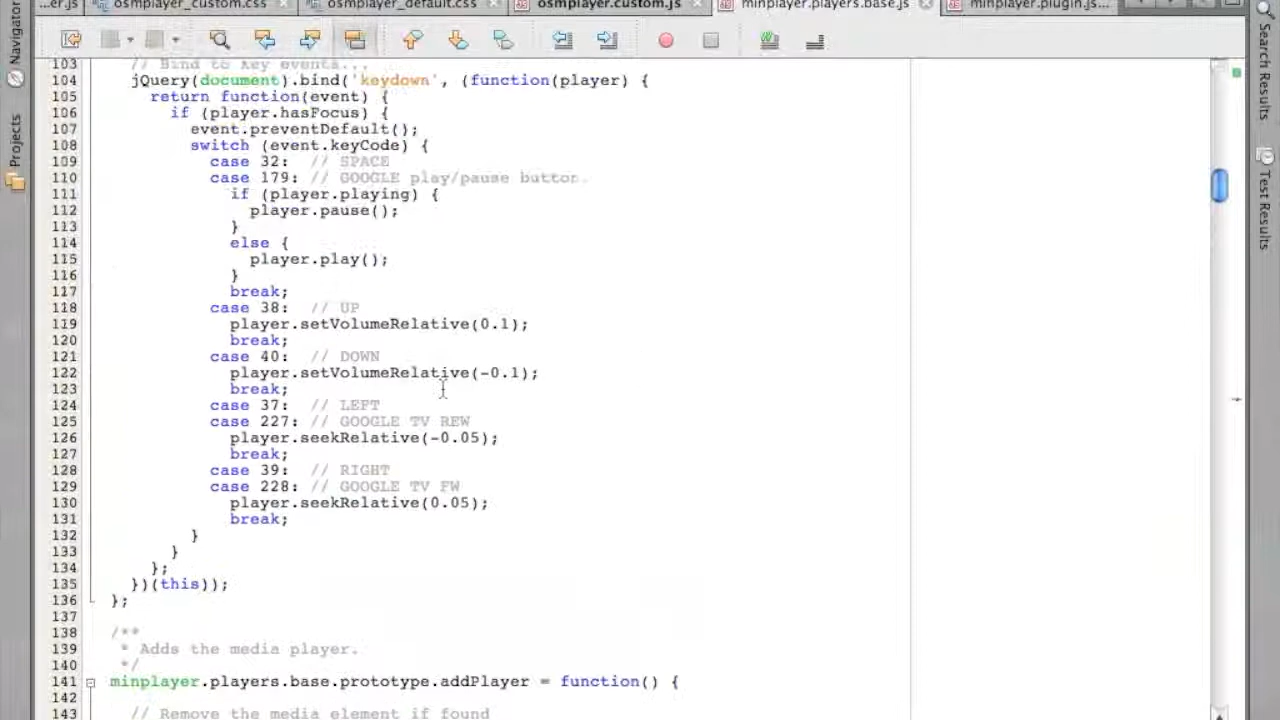 ...er.js
osmplayer_custom.css
osmplayer_default.css
osmplayer.custom.js
minplayer.players.base.js
minplayer.plugin.js...
Navigator
Projects
Search Results
Test Results
103 // Bind to key events...
104 jQuery(document).bind('keydown', (function(player) {
105 return function(event) {
106 if (player.hasFocus) {
107 event.preventDefault();
108 switch (event.keyCode) {
109 case 32: // SPACE
110 case 179: // GOOGLE play/pause button.
111 if (player.playing) {
112 player.pause();
113 }
114 else {
115 player.play();
116 }
117 break;
118 case 38: // UP
119 player.setVolumeRelative(0.1);
120 break;
121 case 40: // DOWN
122 player.setVolumeRelative(-0.1);
123 break;
124 case 37: // LEFT
125 case 227: // GOOGLE TV REW
126 player.seekRelative(-0.05);
127 break;
128 case 39: // RIGHT
129 case 228: // GOOGLE TV FW
130 player.seekRelative(0.05);
131 break;
132 }
133 }
134 };
135 })(this));
136 };
137
138 /**
139 * Adds the media player.
140 */
141 minplayer.players.base.prototype.addPlayer = function() {
142
143 // Remove the media element if found